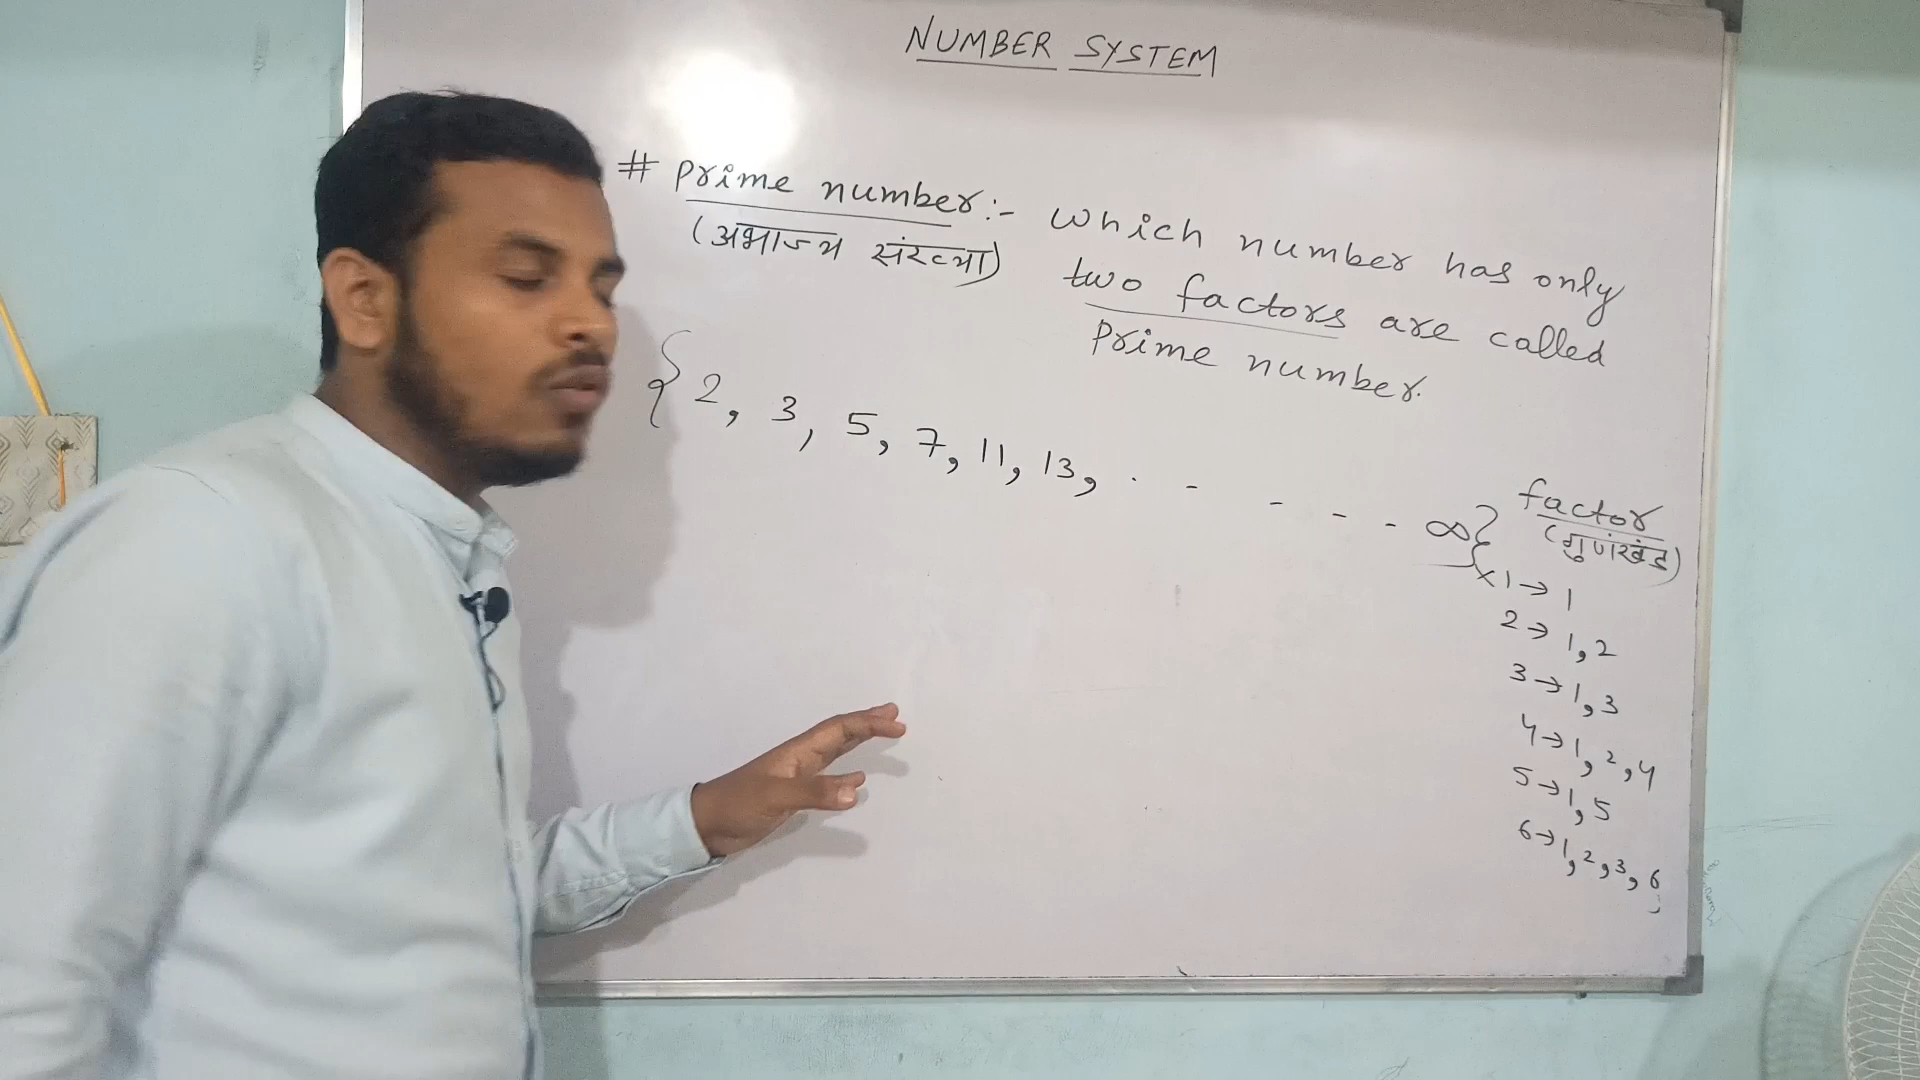 NUMBER SYSTEM
# Prime number:- which number has only
(अभाज्य संख्या) two factors are called
Prime number.
{2, 3, 5, 7, 11, 13, . - - - - ∞}
factor
(गुणंखंड)
×1→1
2→1,2
3→1,3
4→1,2,4
5→1,5
6→1,2,3,6